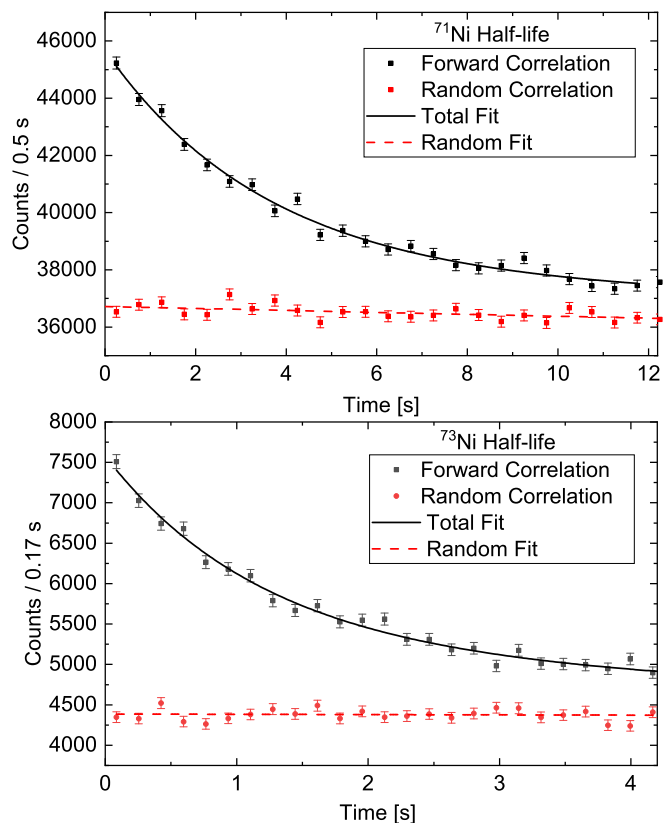 ⁷¹Ni Half-life
Forward Correlation
Random Correlation
Total Fit
Random Fit
Counts / 0.5 s
46000
44000
42000
40000
38000
36000
0 2 4 6 8 10 12
Time [s]
⁷³Ni Half-life
Forward Correlation
Random Correlation
Total Fit
Random Fit
Counts / 0.17 s
8000
7500
7000
6500
6000
5500
5000
4500
4000
0 1 2 3 4
Time [s]